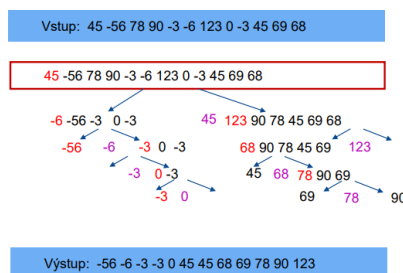 Vstup: 45 -56 78 90 -3 -6 123 0 -3 45 69 68
45 -56 78 90 -3 -6 123 0 -3 45 69 68
-6 -56 -3 0 -3 45 123 90 78 45 69 68
-56 -6 -3 0 -3 68 90 78 45 69 123
-3 0 -3 45 68 78 90 69
-3 0 69 78 90
Výstup: -56 -6 -3 -3 0 45 45 68 69 78 90 123